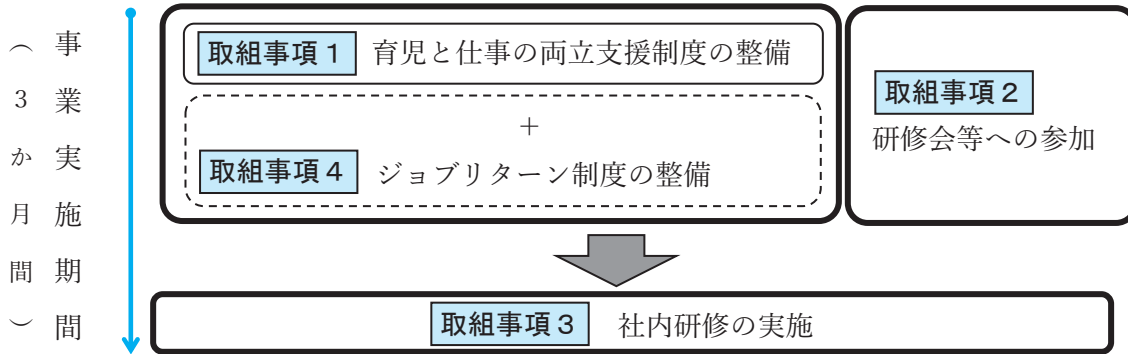 事業実施期間
（３か月間）
取組事項１ 育児と仕事の両立支援制度の整備
＋
取組事項４ ジョブリターン制度の整備
取組事項２
研修会等への参加
取組事項３ 社内研修の実施